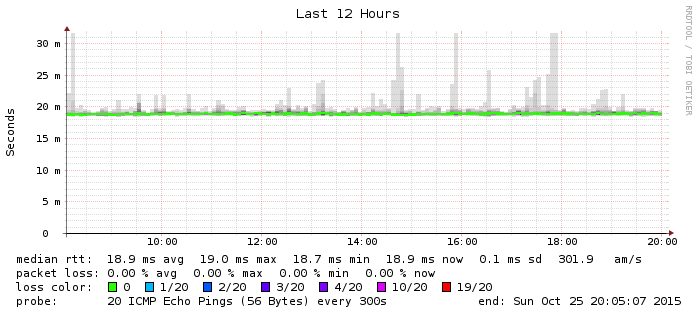 Last 12 Hours
RRDTOOL / TOBI OETIKER
Seconds
30 m
25 m
20 m
15 m
10 m
5 m
0
10:00 12:00 14:00 16:00 18:00 20:00
median rtt: 18.9 ms avg 19.0 ms max 18.7 ms min 18.9 ms now 0.1 ms sd 301.9 am/s
packet loss: 0.00 % avg 0.00 % max 0.00 % min 0.00 % now
loss color: 0 1/20 2/20 3/20 4/20 10/20 19/20
probe: 20 ICMP Echo Pings (56 Bytes) every 300s end: Sun Oct 25 20:05:07 2015